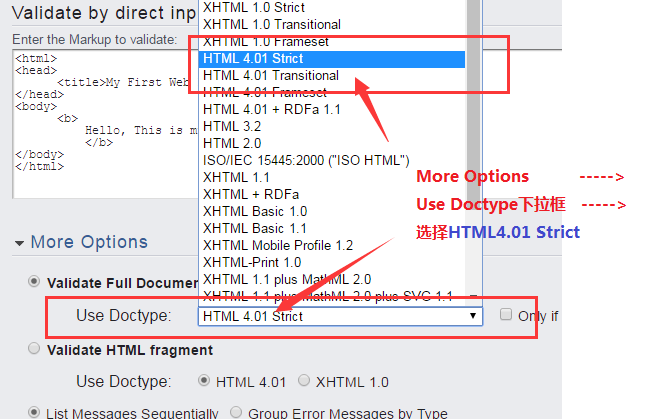 Validate by direct inp
Enter the Markup to validate:
<html>
<head>
<title>My First Web
</head>
<body>
<b>
Hello, This is m
</b>
</body>
</html>
XHTML 1.0 Strict
XHTML 1.0 Transitional
XHTML 1.0 Frameset
HTML 4.01 Strict
HTML 4.01 Transitional
HTML 4.01 Frameset
HTML 4.01 + RDFa 1.1
HTML 3.2
HTML 2.0
ISO/IEC 15445:2000 ("ISO HTML")
XHTML 1.1
XHTML + RDFa
XHTML Basic 1.0
XHTML Basic 1.1
XHTML Mobile Profile 1.2
XHTML-Print 1.0
XHTML 1.1 plus MathML 2.0
XHTML 1.1 plus MathML 2.0 plus SVG 1.1
More Options ----->
Use Doctype下拉框 ----->
选择HTML4.01 Strict
More Options
Validate Full Documen
Use Doctype: HTML 4.01 Strict Only if
Validate HTML fragment
Use Doctype: HTML 4.01 XHTML 1.0
List Messages Sequentially Group Error Messages by Type